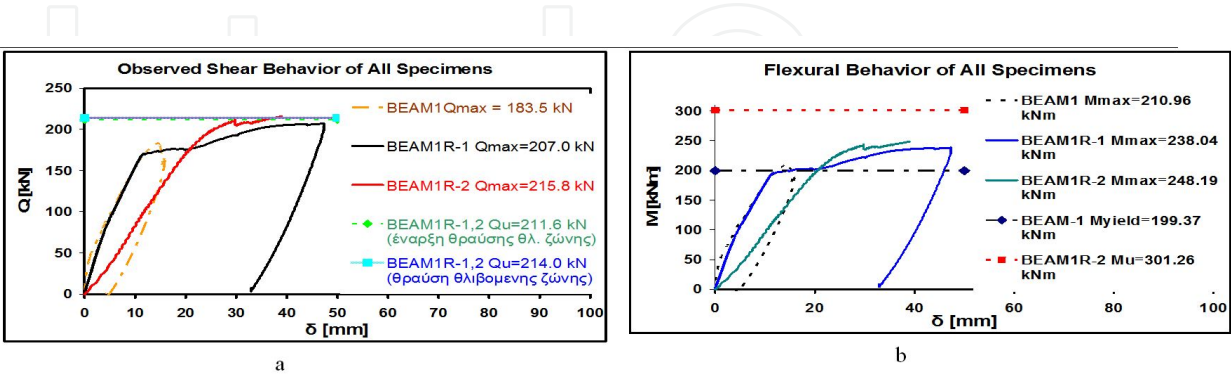 Observed Shear Behavior of All Specimens
Q[kN]
250
200
150
100
50
0
BEAM1Qmax = 183.5 kN
BEAM1R-1 Qmax=207.0 kN
BEAM1R-2 Qmax=215.8 kN
BEAM1R-1,2 Qu=211.6 kN
(έναρξη θραύσης θλ. ζώνης)
BEAM1R-1,2 Qu=214.0 kN
(θραύση θλιβομενης ζώνης)
0 10 20 30 40 50 60 70 80 90 100
δ [mm]
a
Flexural Behavior of All Specimens
M[kNm]
300
250
200
150
100
50
0
BEAM1 Mmax=210.96
kNm
BEAM1R-1 Mmax=238.04
kNm
BEAM1R-2 Mmax=248.19
kNm
BEAM-1 Myield=199.37
kNm
BEAM1R-2 Mu=301.26
kNm
0 20 40 60 80 100
δ [mm]
b